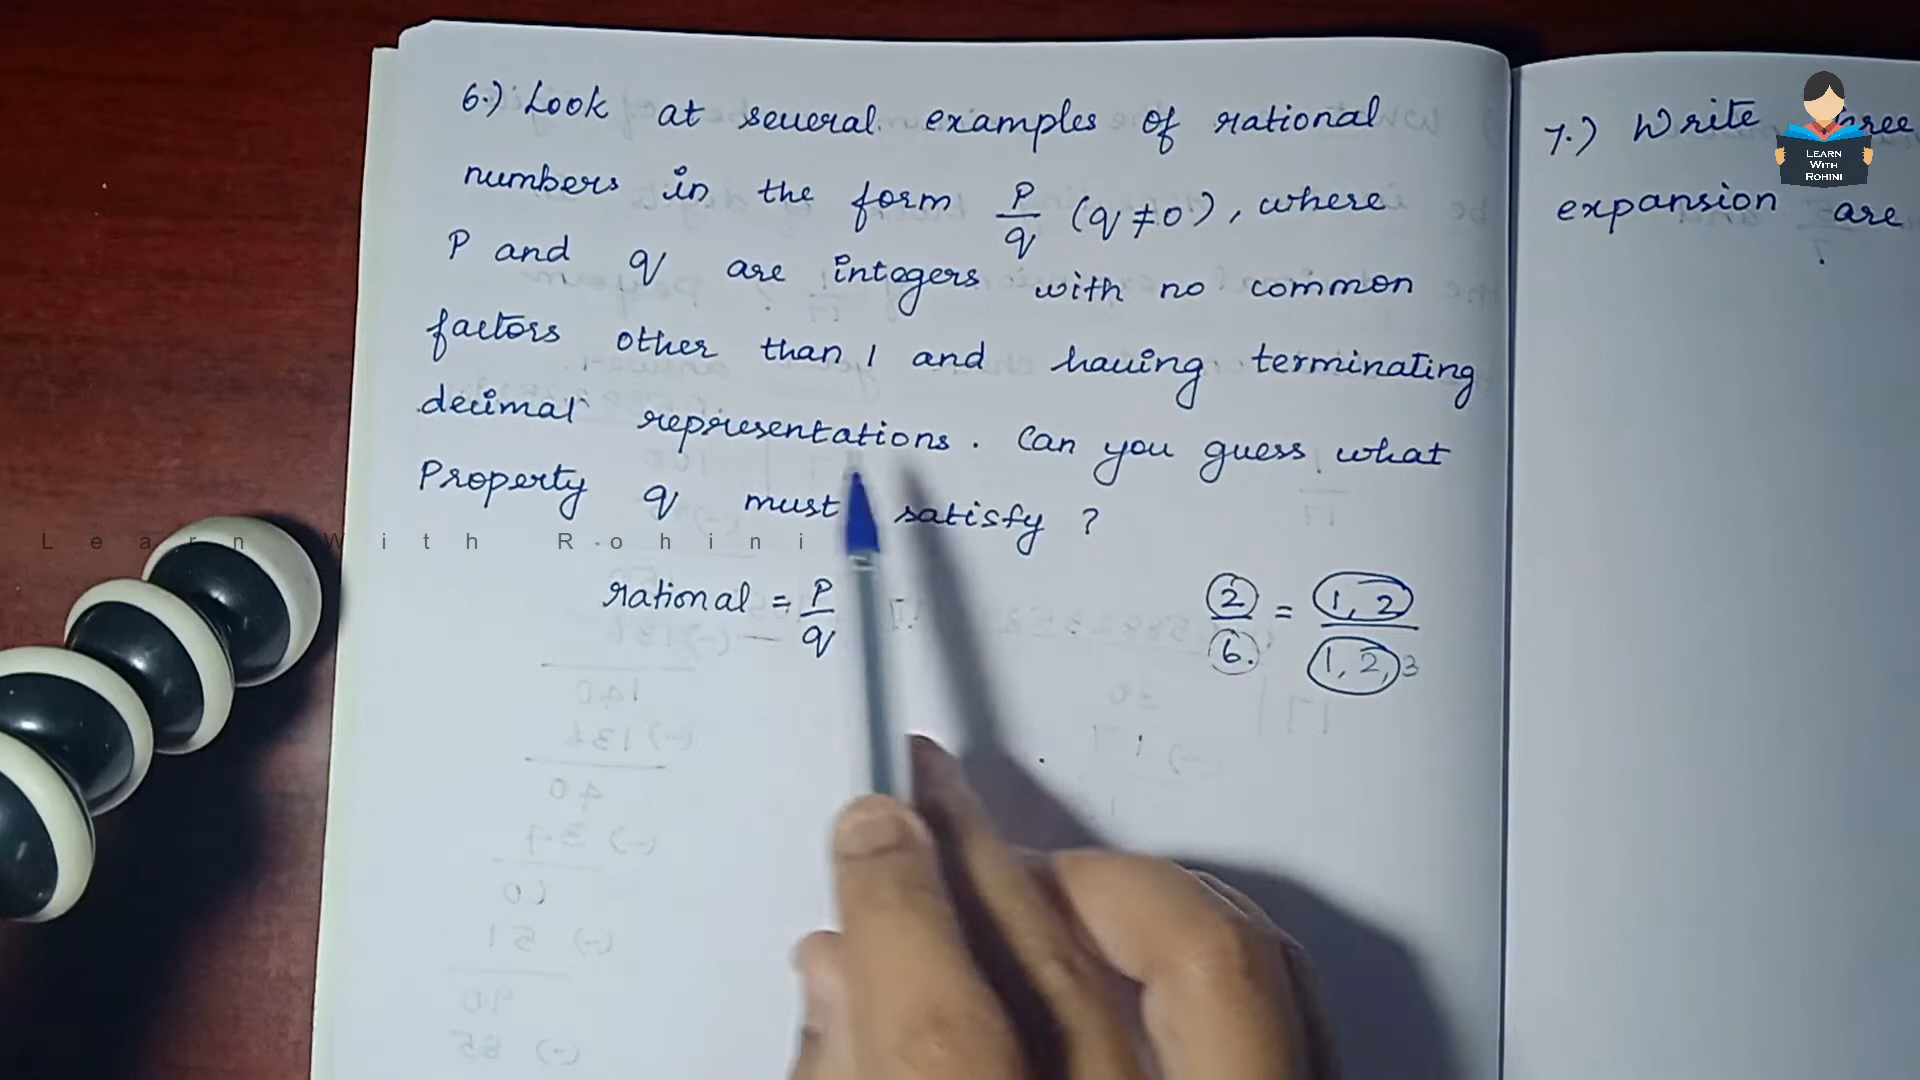 6.) Look at several examples of rational
numbers in the form P/q (q ≠ 0), where
P and q are integers with no common
factors other than 1 and having terminating
decimal representations. Can you guess what
Property q must satisfy ?
rational = P/q
2/6. = 1, 2/1, 2, 3
7.) Write
expansion are
LEARN
WITH
ROHINI
Learn With Rohini